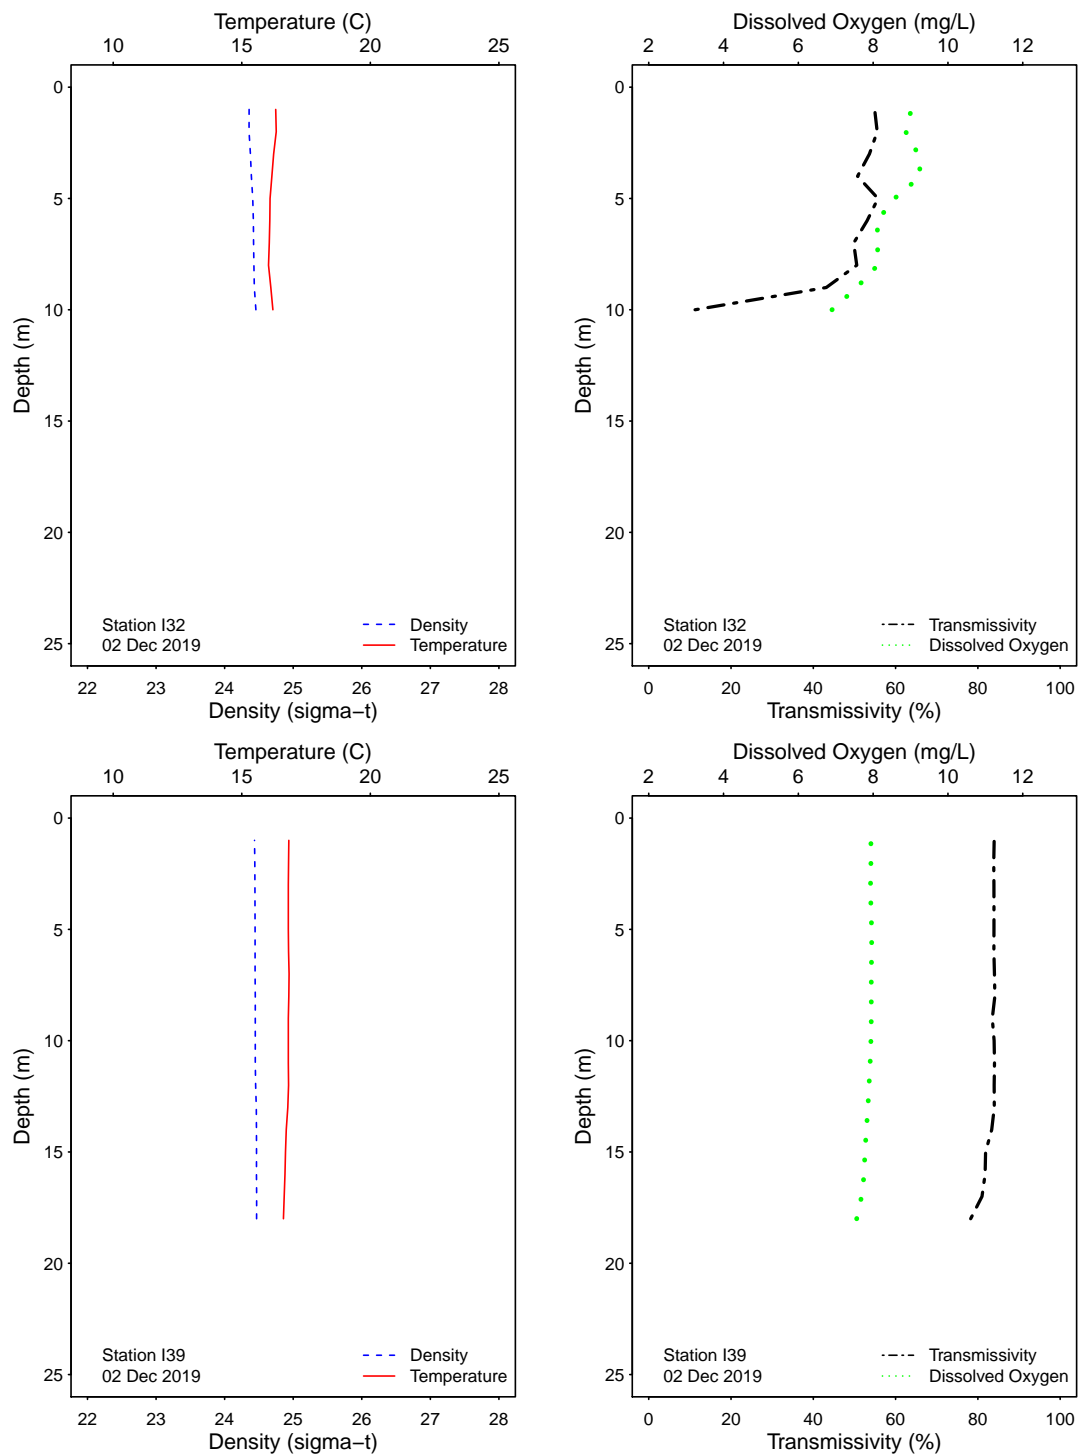 Temperature (C)
10 15 20 25
0
5
10
15
20
25
Depth (m)
Station I32
02 Dec 2019
Density
Temperature
22 23 24 25 26 27 28
Density (sigma−t)
Dissolved Oxygen (mg/L)
2 4 6 8 10 12
0
5
10
15
20
25
Depth (m)
Station I32
02 Dec 2019
Transmissivity
Dissolved Oxygen
0 20 40 60 80 100
Transmissivity (%)
Temperature (C)
10 15 20 25
0
5
10
15
20
25
Depth (m)
Station I39
02 Dec 2019
Density
Temperature
22 23 24 25 26 27 28
Density (sigma−t)
Dissolved Oxygen (mg/L)
2 4 6 8 10 12
0
5
10
15
20
25
Depth (m)
Station I39
02 Dec 2019
Transmissivity
Dissolved Oxygen
0 20 40 60 80 100
Transmissivity (%)